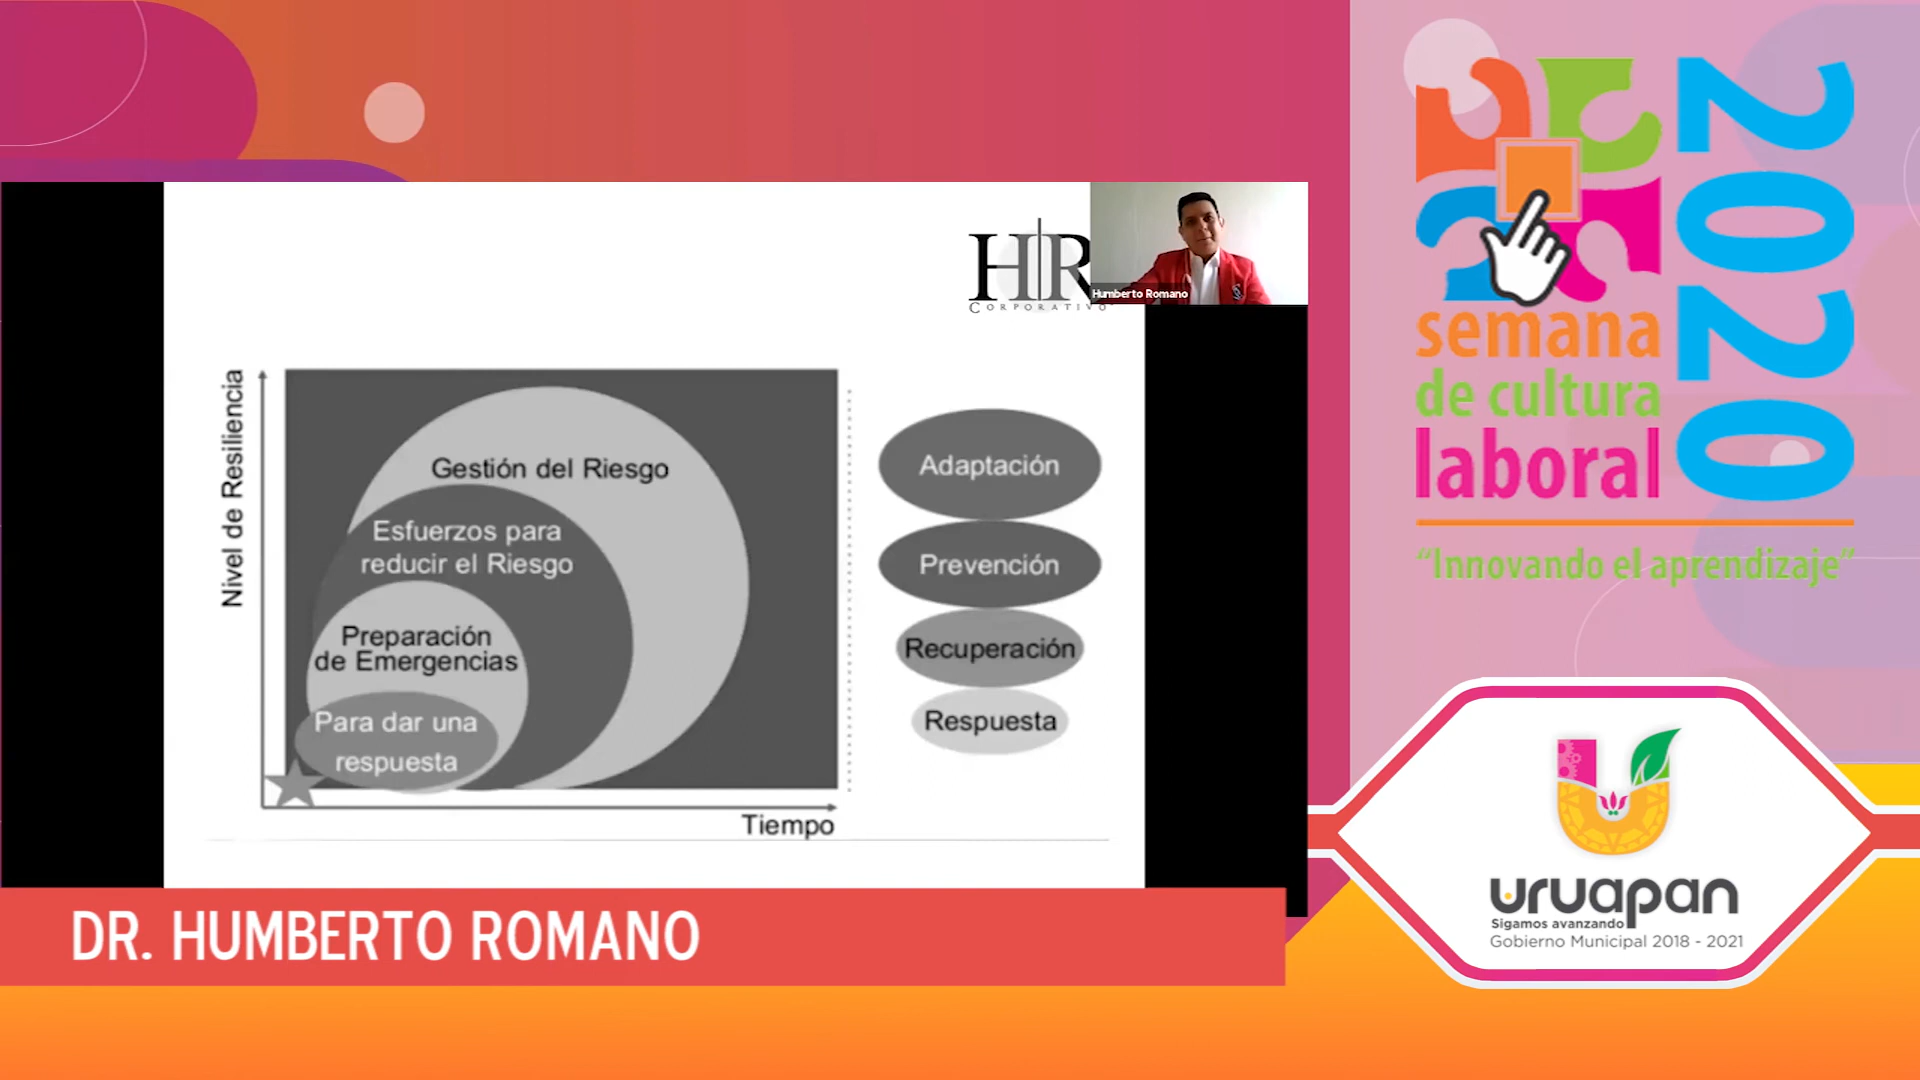 HR
CORPORATIVO
Humberto Romano
Nivel de Resiliencia
Gestión del Riesgo
Esfuerzos para
reducir el Riesgo
Preparación
de Emergencias
Para dar una
respuesta
Tiempo
Adaptación
Prevención
Recuperación
Respuesta
DR. HUMBERTO ROMANO
2020
semana
de cultura
laboral
“Innovando el aprendizaje”
uruapan
Sigamos avanzando
Gobierno Municipal 2018 - 2021